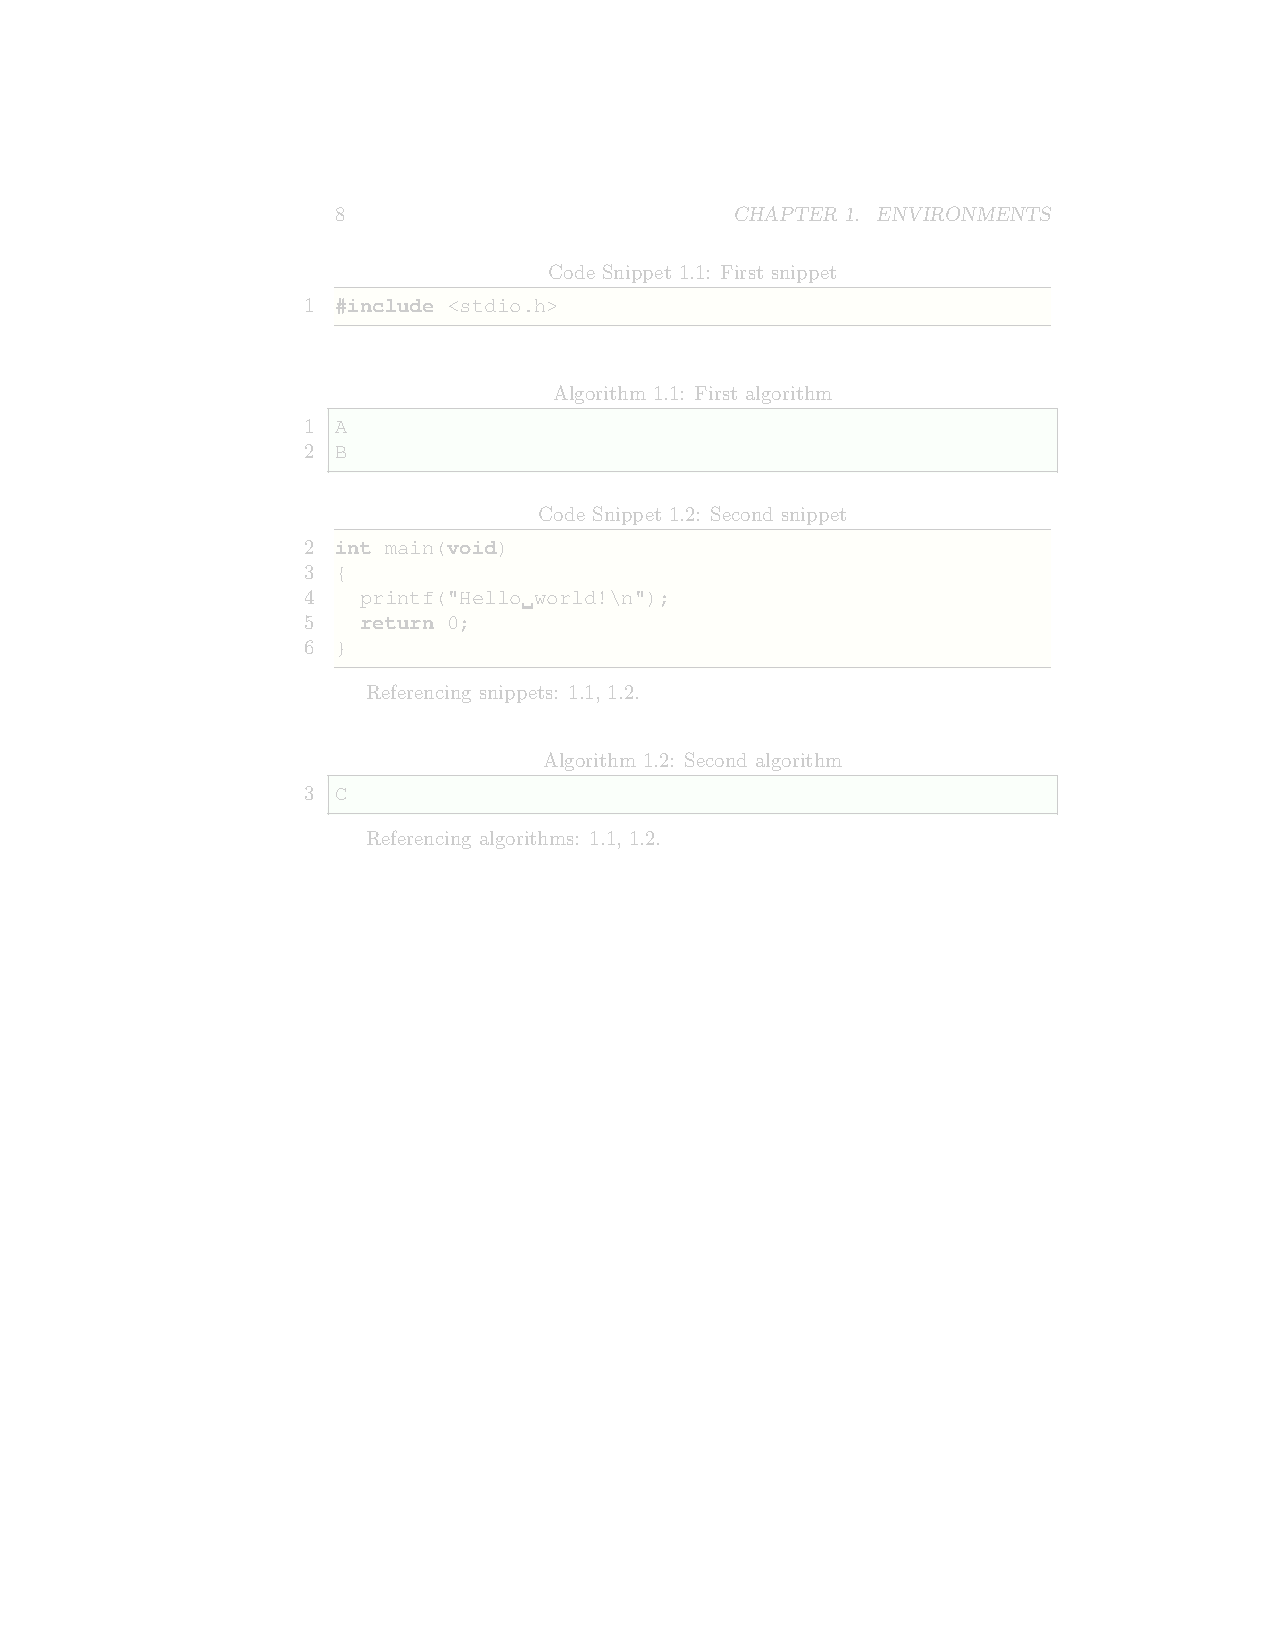 8 CHAPTER 1. ENVIRONMENTS
Code Snippet 1.1: First snippet
1 #include <stdio.h>
Algorithm 1.1: First algorithm
1 A
2 B
Code Snippet 1.2: Second snippet
2 int main(void)
3 {
4   printf("Hello␣world!\n");
5   return 0;
6 }
Referencing snippets: 1.1, 1.2.
Algorithm 1.2: Second algorithm
3 C
Referencing algorithms: 1.1, 1.2.